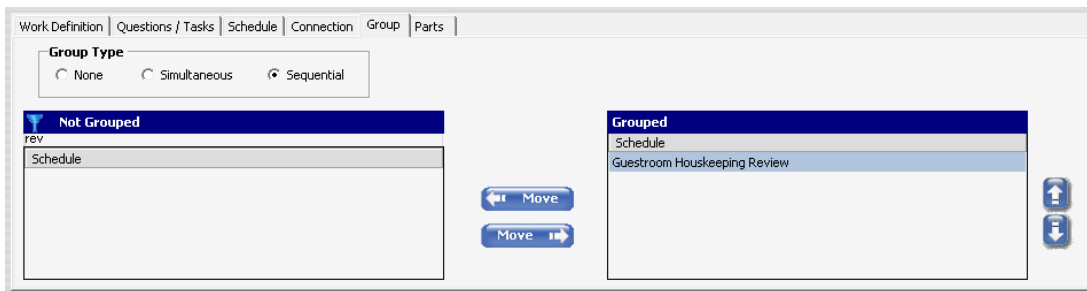 Work Definition Questions / Tasks Schedule Connection Group Parts
Group Type
None Simultaneous Sequential
Not Grouped
rev
Schedule
Move
Move
Grouped
Schedule
Guestroom Houskeeping Review